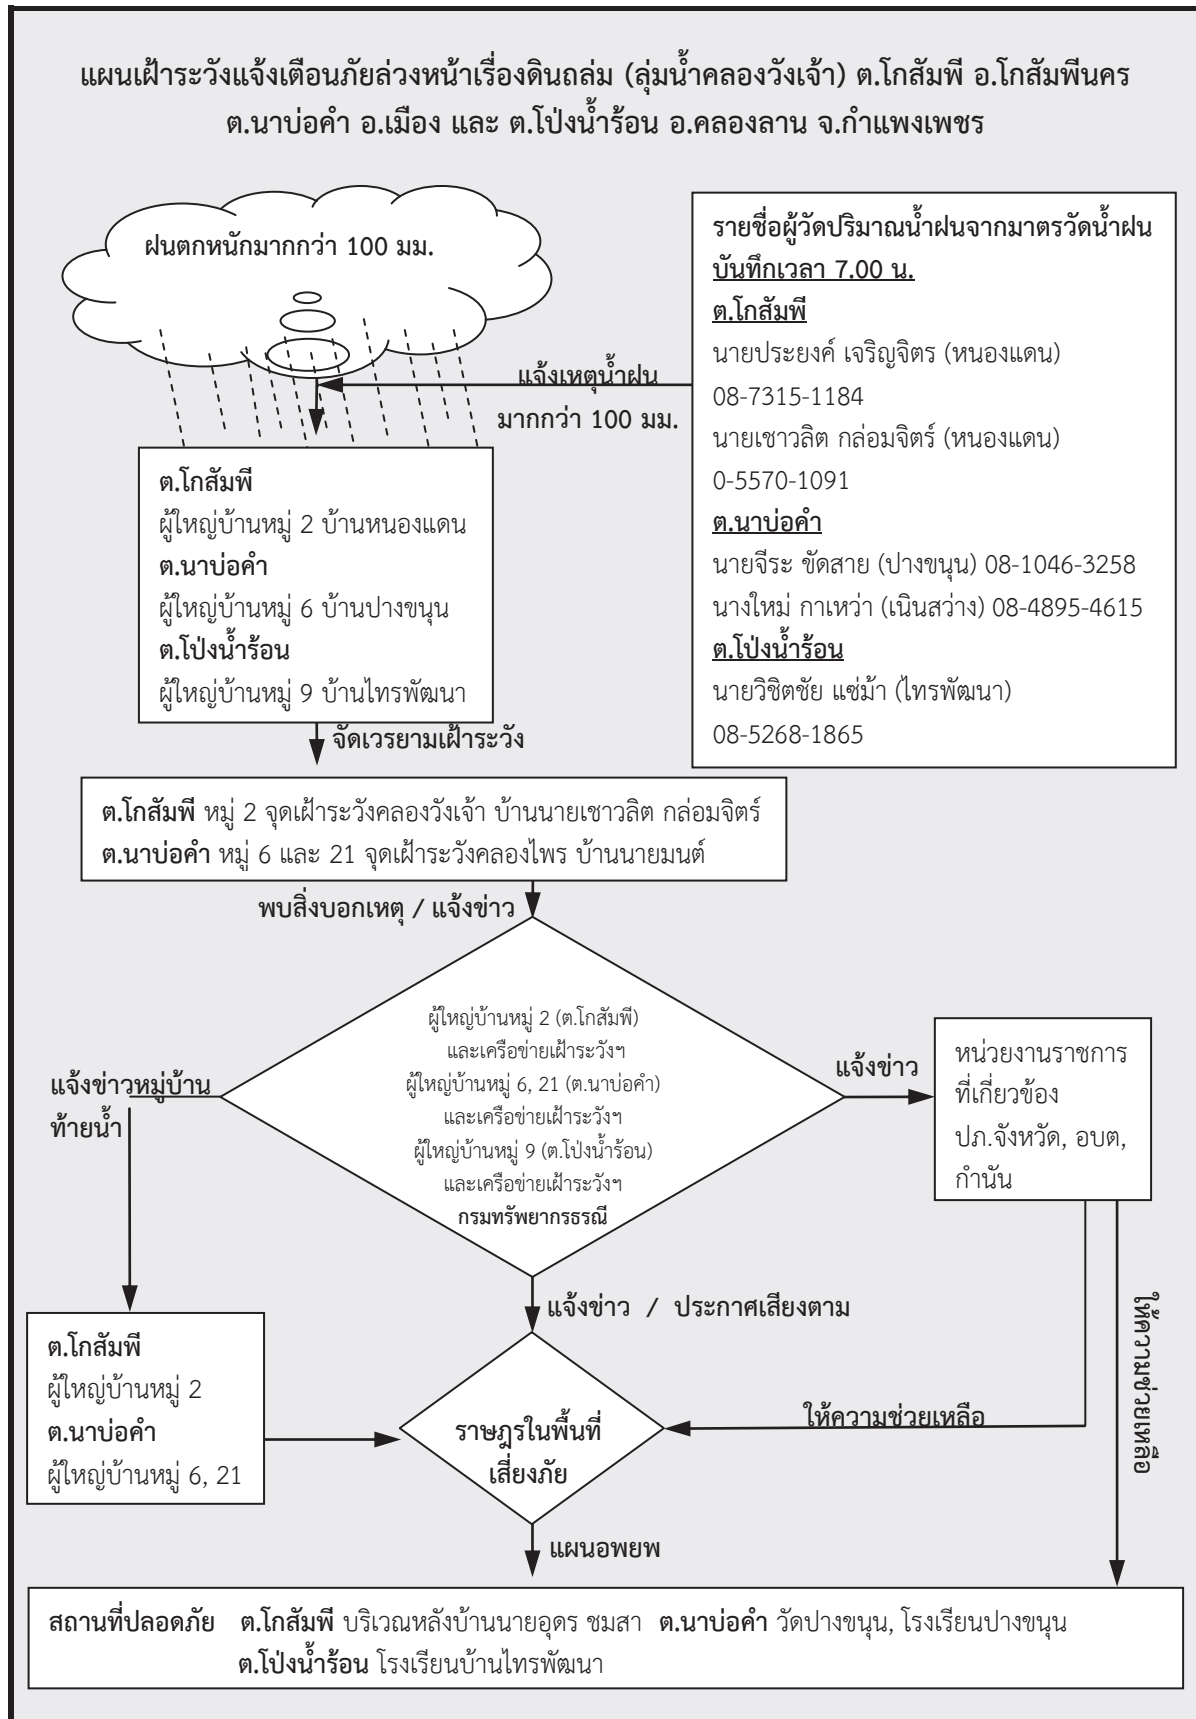 แผนเฝ้าระวังแจ้งเตือนภัยล่วงหน้าเรื่องดินถล่ม (ลุ่มน้ำคลองวังเจ้า) ต.โกสัมพี อ.โกสัมพีนคร
ต.นาบ่อคำ อ.เมือง และ ต.โป่งน้ำร้อน อ.คลองลาน จ.กำแพงเพชร
ฝนตกหนักมากกว่า 100 มม.
รายชื่อผู้วัดปริมาณน้ำฝนจากมาตรวัดน้ำฝน
บันทึกเวลา 7.00 น.
ต.โกสัมพี
นายประยงค์ เจริญจิตร (หนองแดน)
08-7315-1184
นายเชาวลิต กล่อมจิตร์ (หนองแดน)
0-5570-1091
ต.นาบ่อคำ
นายจีระ ขัดสาย (ปางขนุน) 08-1046-3258
นางใหม่ กาเหว่า (เนินสว่าง) 08-4895-4615
ต.โป่งน้ำร้อน
นายวิชิตชัย แซ่ม้า (ไทรพัฒนา)
08-5268-1865
แจ้งเหตุน้ำฝน
มากกว่า 100 มม.
ต.โกสัมพี
ผู้ใหญ่บ้านหมู่ 2 บ้านหนองแดน
ต.นาบ่อคำ
ผู้ใหญ่บ้านหมู่ 6 บ้านปางขนุน
ต.โป่งน้ำร้อน
ผู้ใหญ่บ้านหมู่ 9 บ้านไทรพัฒนา
จัดเวรยามเฝ้าระวัง
ต.โกสัมพี หมู่ 2 จุดเฝ้าระวังคลองวังเจ้า บ้านนายเชาวลิต กล่อมจิตร์
ต.นาบ่อคำ หมู่ 6 และ 21 จุดเฝ้าระวังคลองไพร บ้านนายมนต์
พบสิ่งบอกเหตุ / แจ้งข่าว
ผู้ใหญ่บ้านหมู่ 2 (ต.โกสัมพี)
และเครือข่ายเฝ้าระวังฯ
ผู้ใหญ่บ้านหมู่ 6, 21 (ต.นาบ่อคำ)
และเครือข่ายเฝ้าระวังฯ
ผู้ใหญ่บ้านหมู่ 9 (ต.โป่งน้ำร้อน)
และเครือข่ายเฝ้าระวังฯ
กรมทรัพยากรธรณี
แจ้งข่าวหมู่บ้าน
ท้ายน้ำ
แจ้งข่าว
หน่วยงานราชการ
ที่เกี่ยวข้อง
ปภ.จังหวัด, อบต,
กำนัน
แจ้งข่าว / ประกาศเสียงตาม
ต.โกสัมพี
ผู้ใหญ่บ้านหมู่ 2
ต.นาบ่อคำ
ผู้ใหญ่บ้านหมู่ 6, 21
ราษฎรในพื้นที่
เสี่ยงภัย
ให้ความช่วยเหลือ
ให้ความช่วยเหลือ
แผนอพยพ
สถานที่ปลอดภัย ต.โกสัมพี บริเวณหลังบ้านนายอุดร ชมสา ต.นาบ่อคำ วัดปางขนุน, โรงเรียนปางขนุน
ต.โป่งน้ำร้อน โรงเรียนบ้านไทรพัฒนา